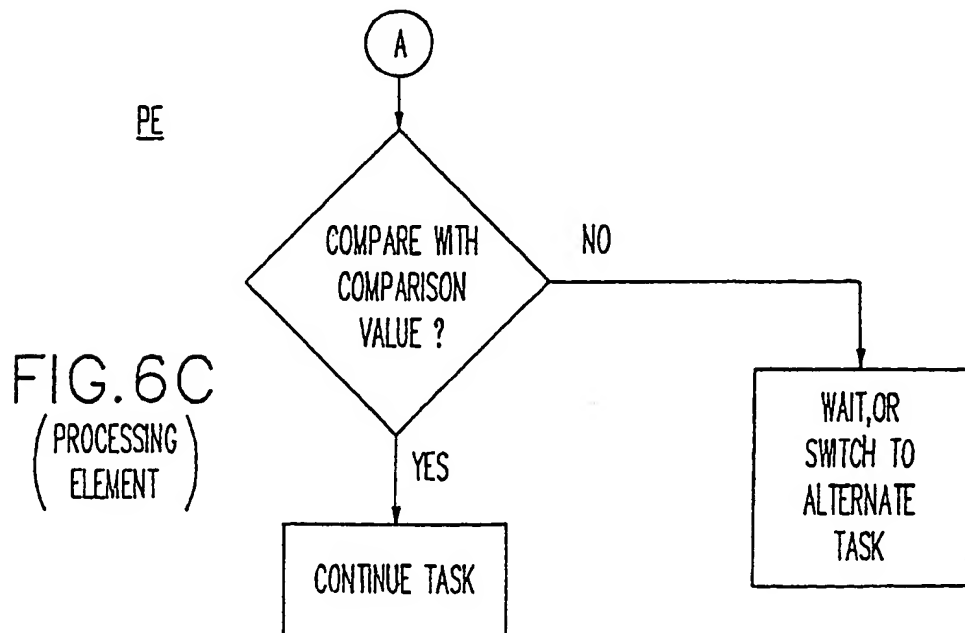 A
PE
COMPARE WITH
COMPARISON
VALUE ?
NO
FIG.6C
(PROCESSING
ELEMENT)
YES
WAIT,OR
SWITCH TO
ALTERNATE
TASK
CONTINUE TASK